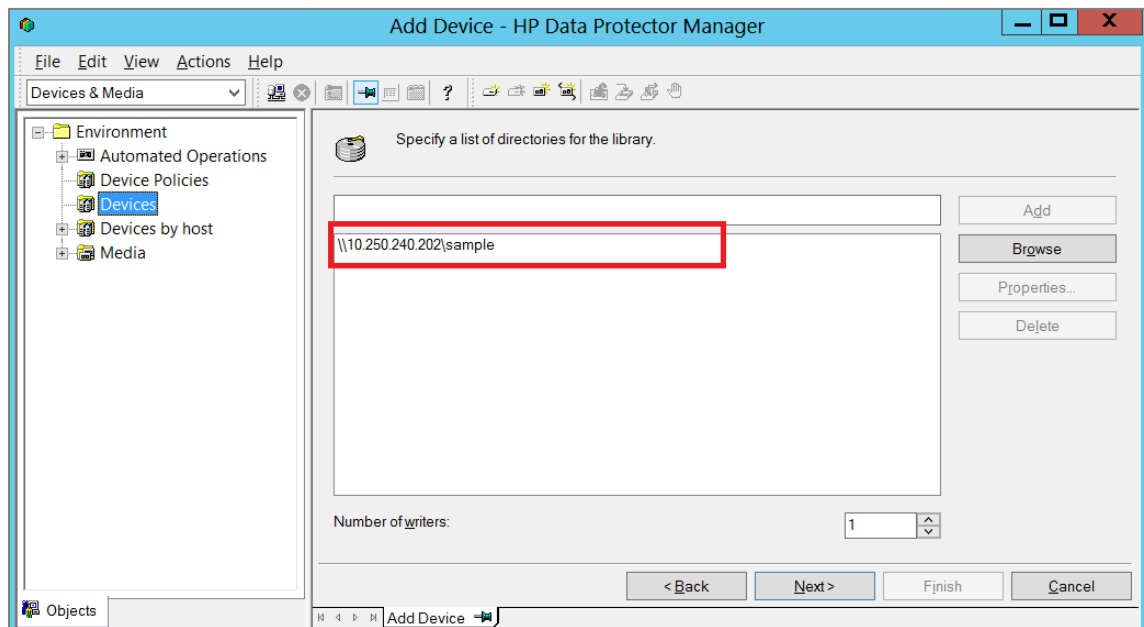 Add Device - HP Data Protector Manager
File Edit View Actions Help
Devices & Media
Environment
Automated Operations
Device Policies
Devices
Devices by host
Media
Objects
Specify a list of directories for the library.
Add
\\10.250.240.202\sample
Browse
Properties...
Delete
Number of writers:
1
< Back
Next >
Finish
Cancel
Add Device